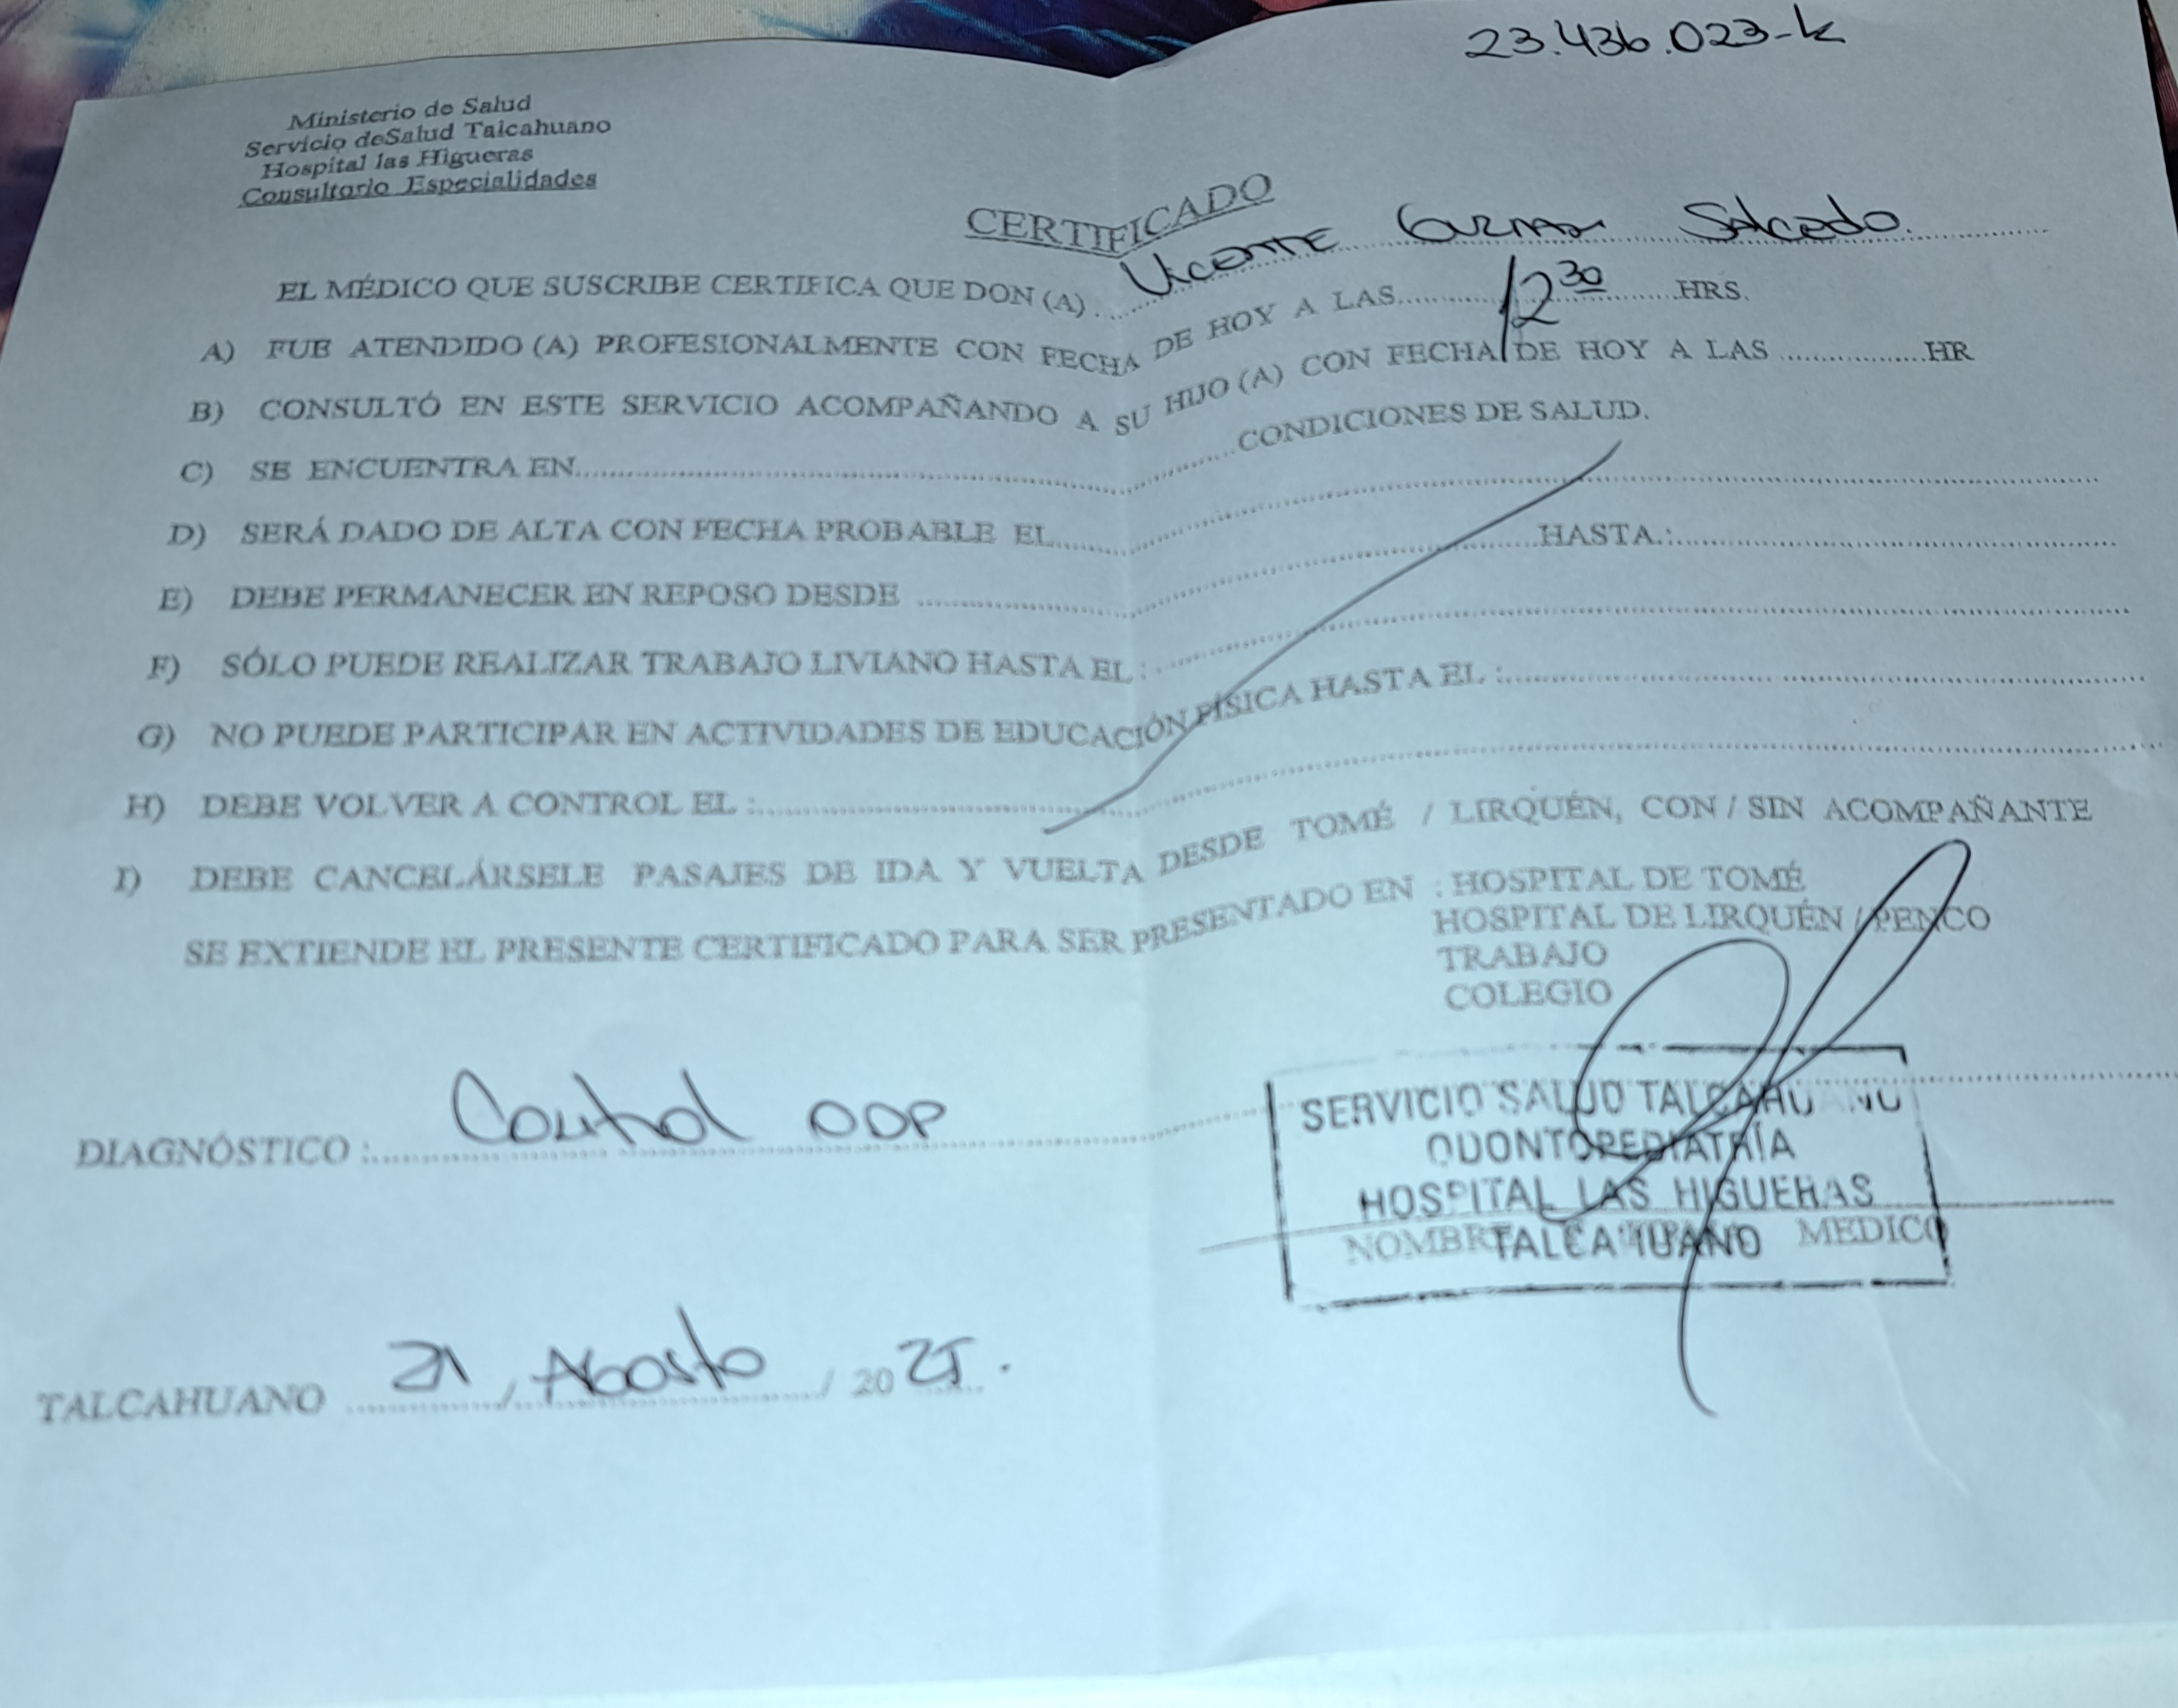 23.436.023-k
Ministerio de Salud
Servicio deSalud Talcahuano
Hospital las Higueras
Consultorio Especialidades
CERTIFICADO
EL MÉDICO QUE SUSCRIBE CERTIFICA QUE DON (A) Vicente Salcedo.
A) FUE ATENDIDO (A) PROFESIONALMENTE CON FECHA DE HOY A LAS 12 30 HRS.
B) CONSULTÓ EN ESTE SERVICIO ACOMPAÑANDO A SU HIJO (A) CON FECHA DE HOY A LAS HR
C) SE ENCUENTRA EN CONDICIONES DE SALUD.
D) SERÁ DADO DE ALTA CON FECHA PROBABLE EL
E) DEBE PERMANECER EN REPOSO DESDE HASTA.:
F) SÓLO PUEDE REALIZAR TRABAJO LIVIANO HASTA EL :
G) NO PUEDE PARTICIPAR EN ACTIVIDADES DE EDUCACIÓN FÍSICA HASTA EL :
H) DEBE VOLVER A CONTROL EL :
I) DEBE CANCELÁRSELE PASAJES DE IDA Y VUELTA DESDE TOMÉ / LIRQUÉN, CON / SIN ACOMPAÑANTE
SE EXTIENDE EL PRESENTE CERTIFICADO PARA SER PRESENTADO EN : HOSPITAL DE TOMÉ
HOSPITAL DE LIRQUÉN / PENCO
TRABAJO
COLEGIO
DIAGNÓSTICO : Control ODP
SERVICIO SALUD TALCAHUANO
ODONTOPEDIATRÍA
HOSPITAL LAS HIGUERAS
TALCAHUANO
MEDICO
TALCAHUANO 21 / Agosto / 2025.